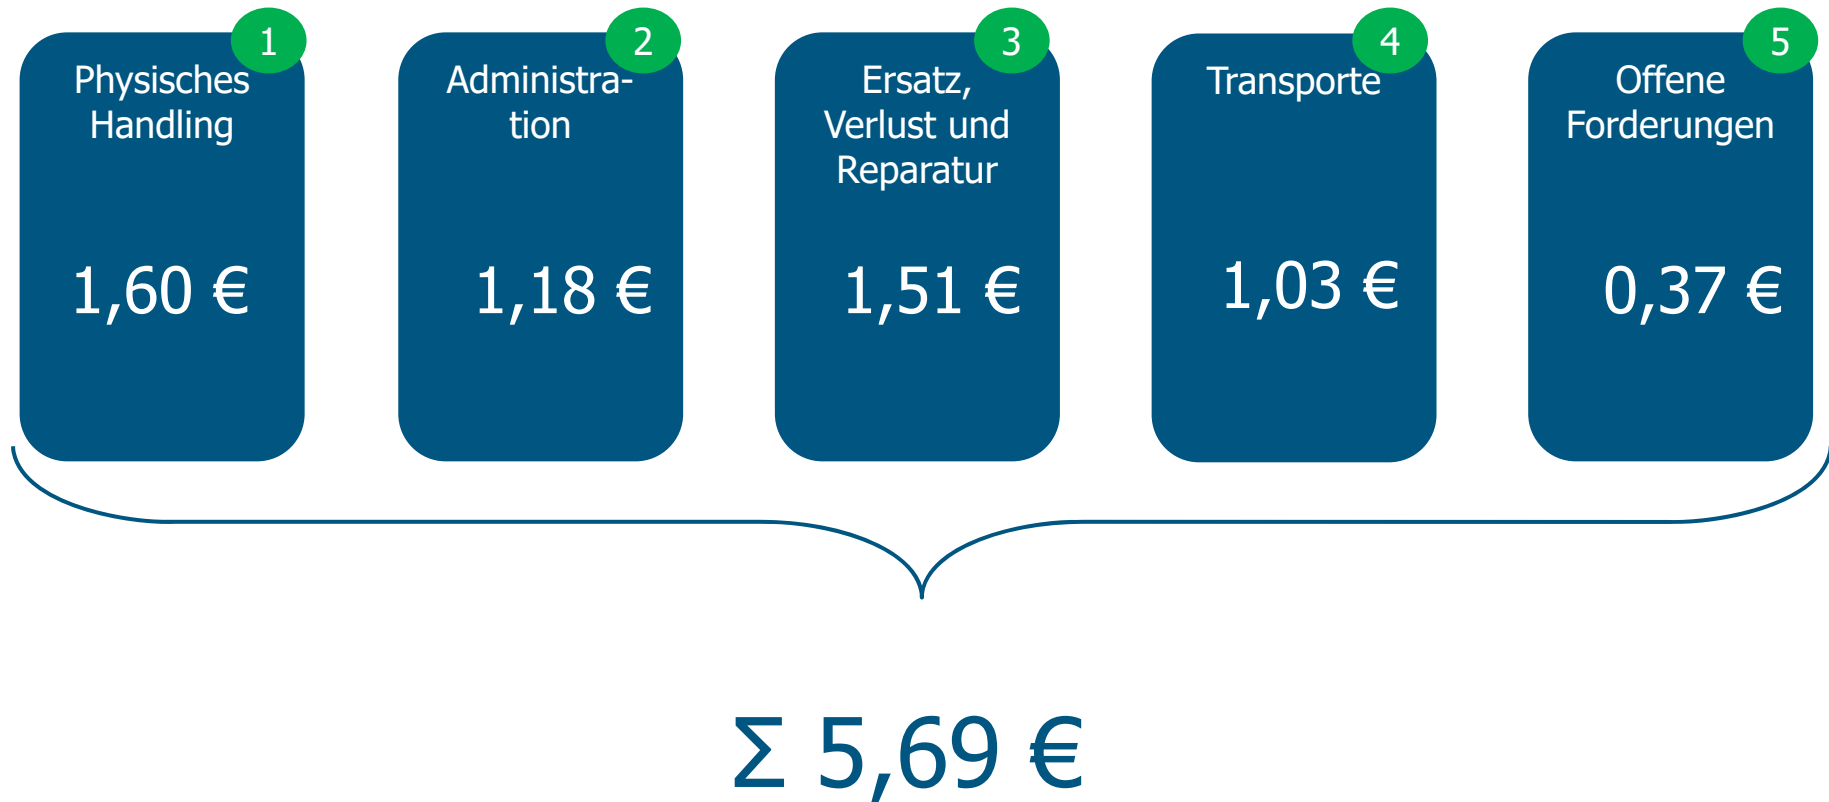 1
Physisches
Handling
1,60 €
2
Administra-
tion
1,18 €
3
Ersatz,
Verlust und
Reparatur
1,51 €
4
Transporte
1,03 €
5
Offene
Forderungen
0,37 €
Σ 5,69 €